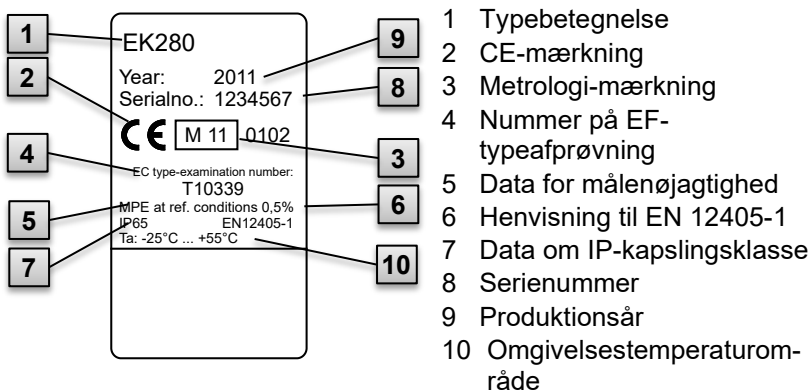 1
2
4
5
7
EK280
Year: 2011
Serialno.: 1234567
CE M 11 0102
EC type-examination number:
T10339
MPE at ref. conditions 0,5%
IP65 EN12405-1
Ta: -25°C ... +55°C
9
8
3
6
10
1 Typebetegnelse
2 CE-mærkning
3 Metrologi-mærkning
4 Nummer på EF-
typeafprøvning
5 Data for målenøjagtighed
6 Henvisning til EN 12405-1
7 Data om IP-kapslingsklasse
8 Serienummer
9 Produktionsår
10 Omgivelsestemperaturom-
råde